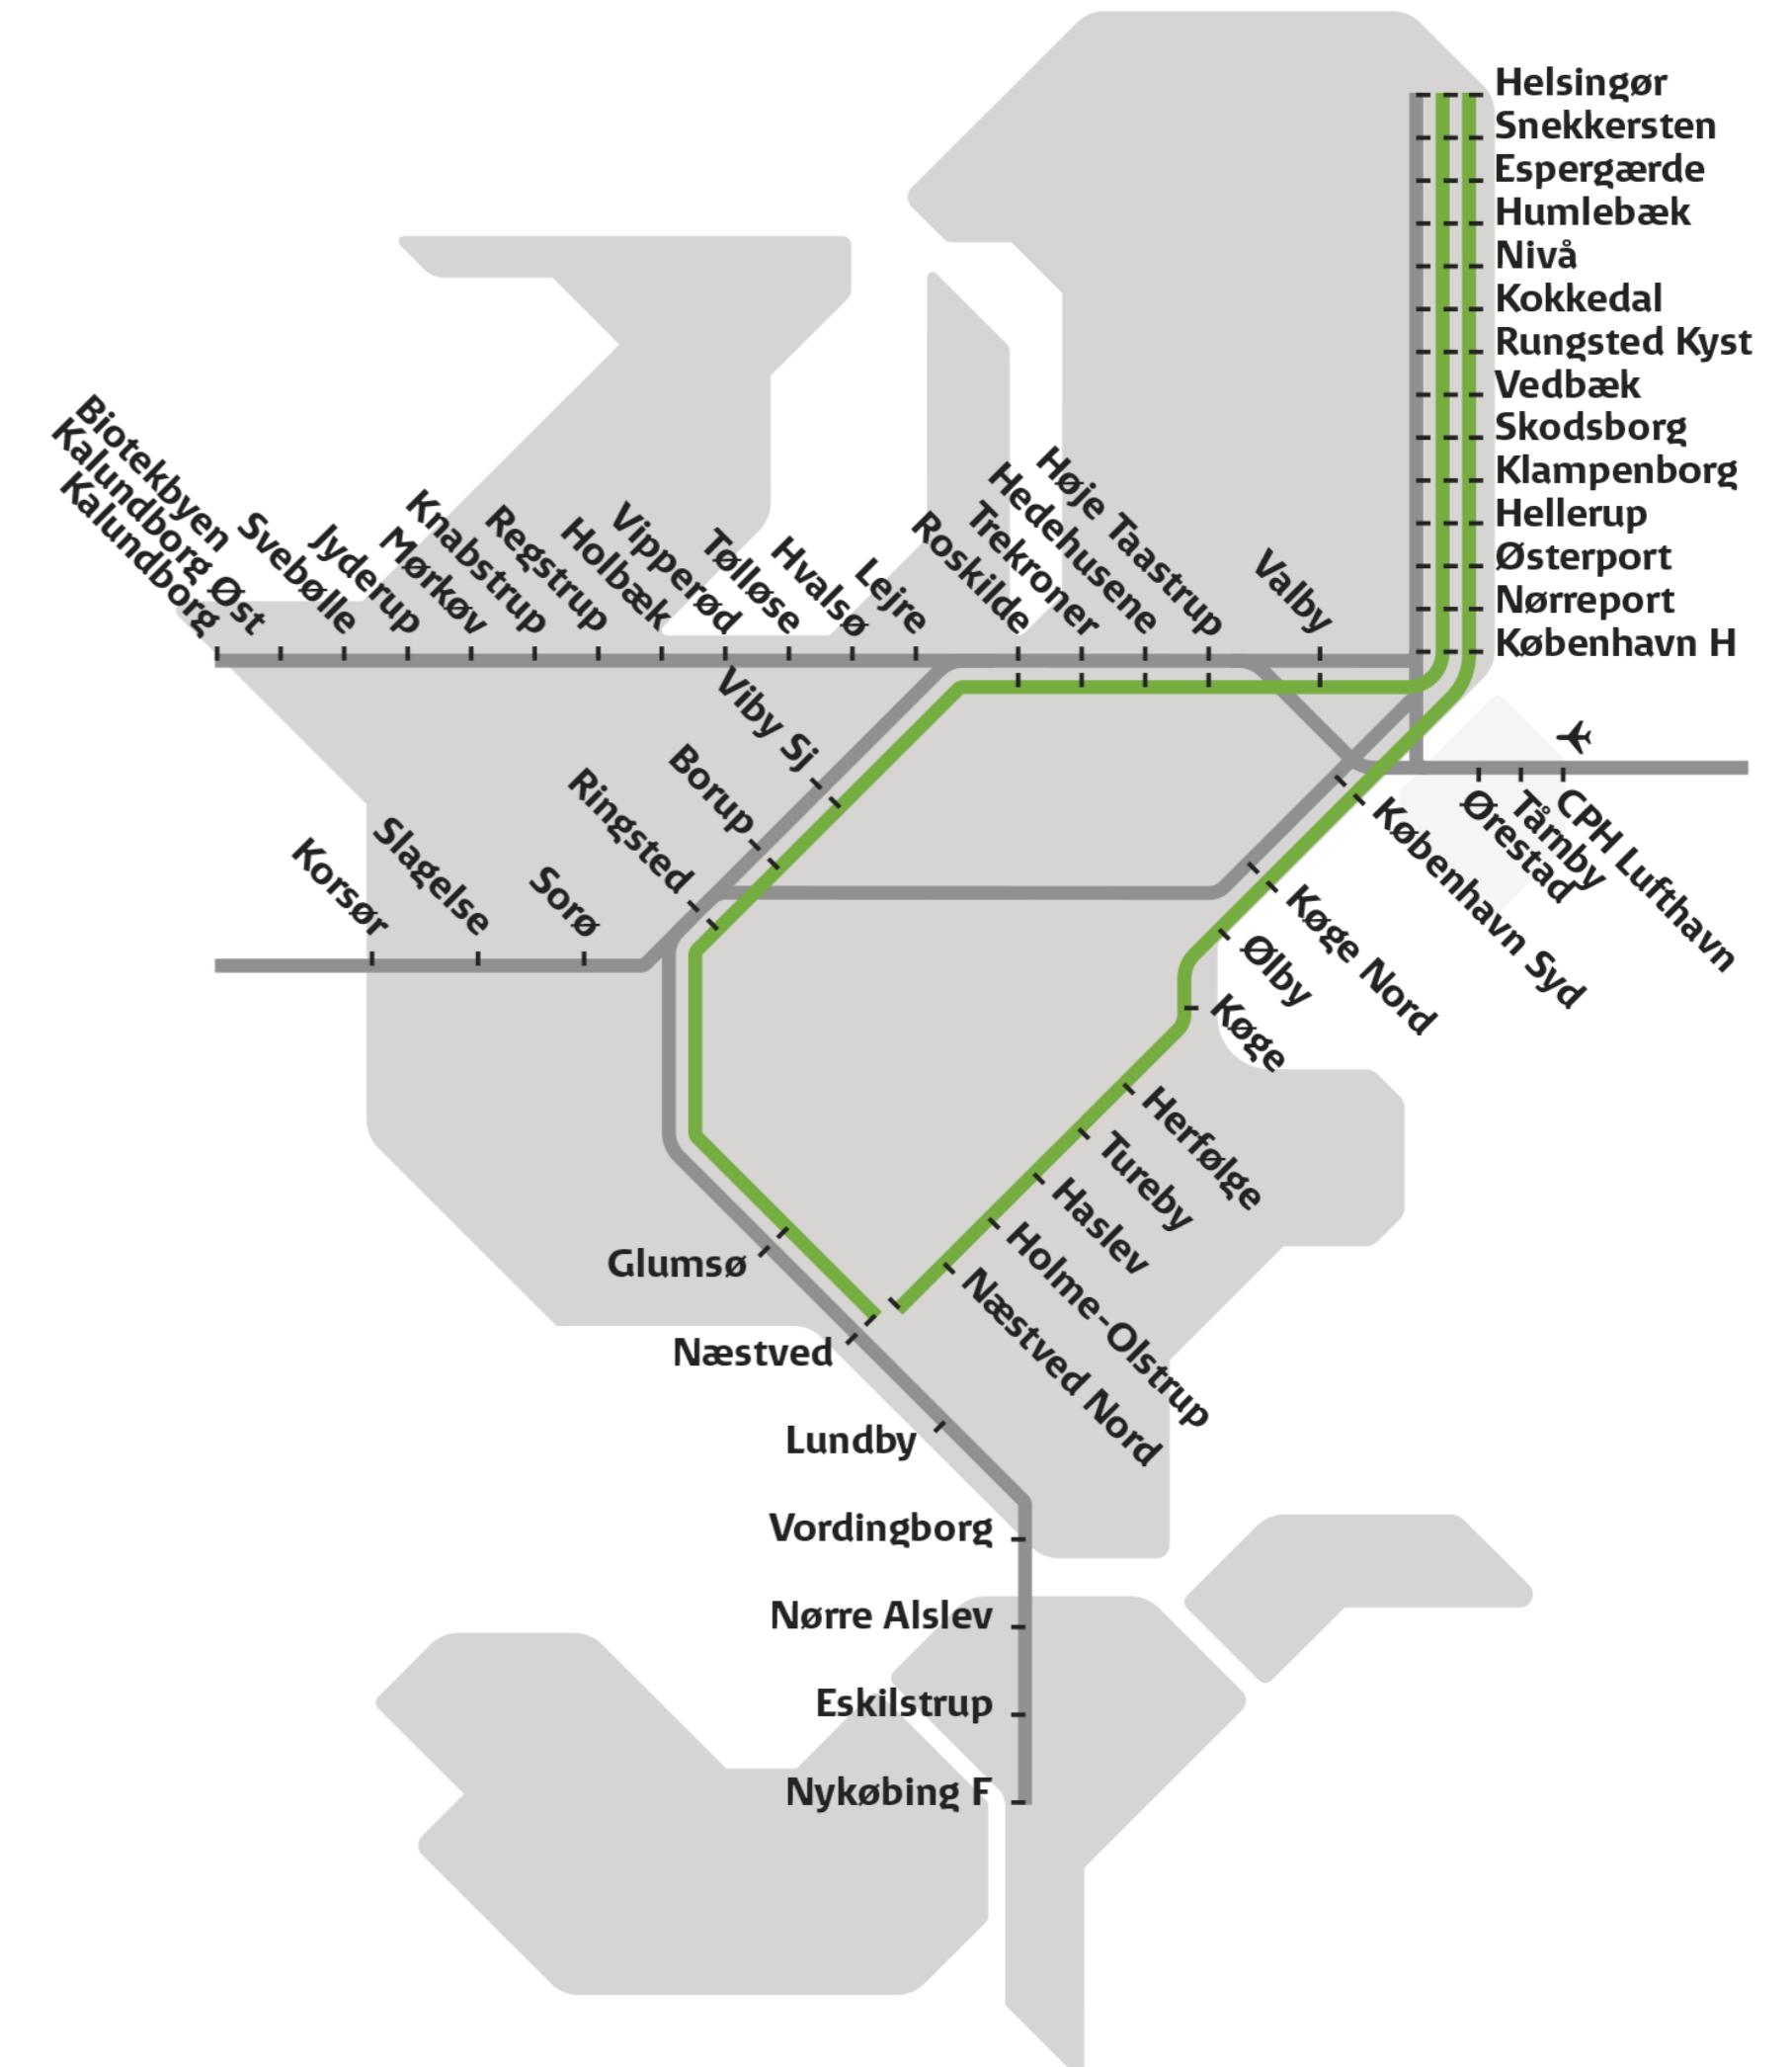 Helsingør
Snekkersten
Espergærde
Humlebæk
Nivå
Kokkedal
Rungsted Kyst
Vedbæk
Skodsborg
Klampenborg
Hellerup
Østerport
Nørreport
København H
Biotekbyen
Kalundborg Øst
Kalundborg
Svebølle
Jyderup
Mørkøv
Knabstrup
Regstrup
Holbæk
Vipperød
Tølløse
Hvalsø
Lejre
Roskilde
Trekroner
Hedehusene
Høje Taastrup
Valby
Viby Sj
Borup
Ringsted
Korsør
Slagelse
Sorø
Ørestad
Tårnby
CPH Lufthavn
København Syd
Køge Nord
Ølby
Køge
Herfølge
Tureby
Haslev
Holme-Olstrup
Næstved Nord
Glumsø
Næstved
Lundby
Vordingborg
Nørre Alslev
Eskilstrup
Nykøbing F